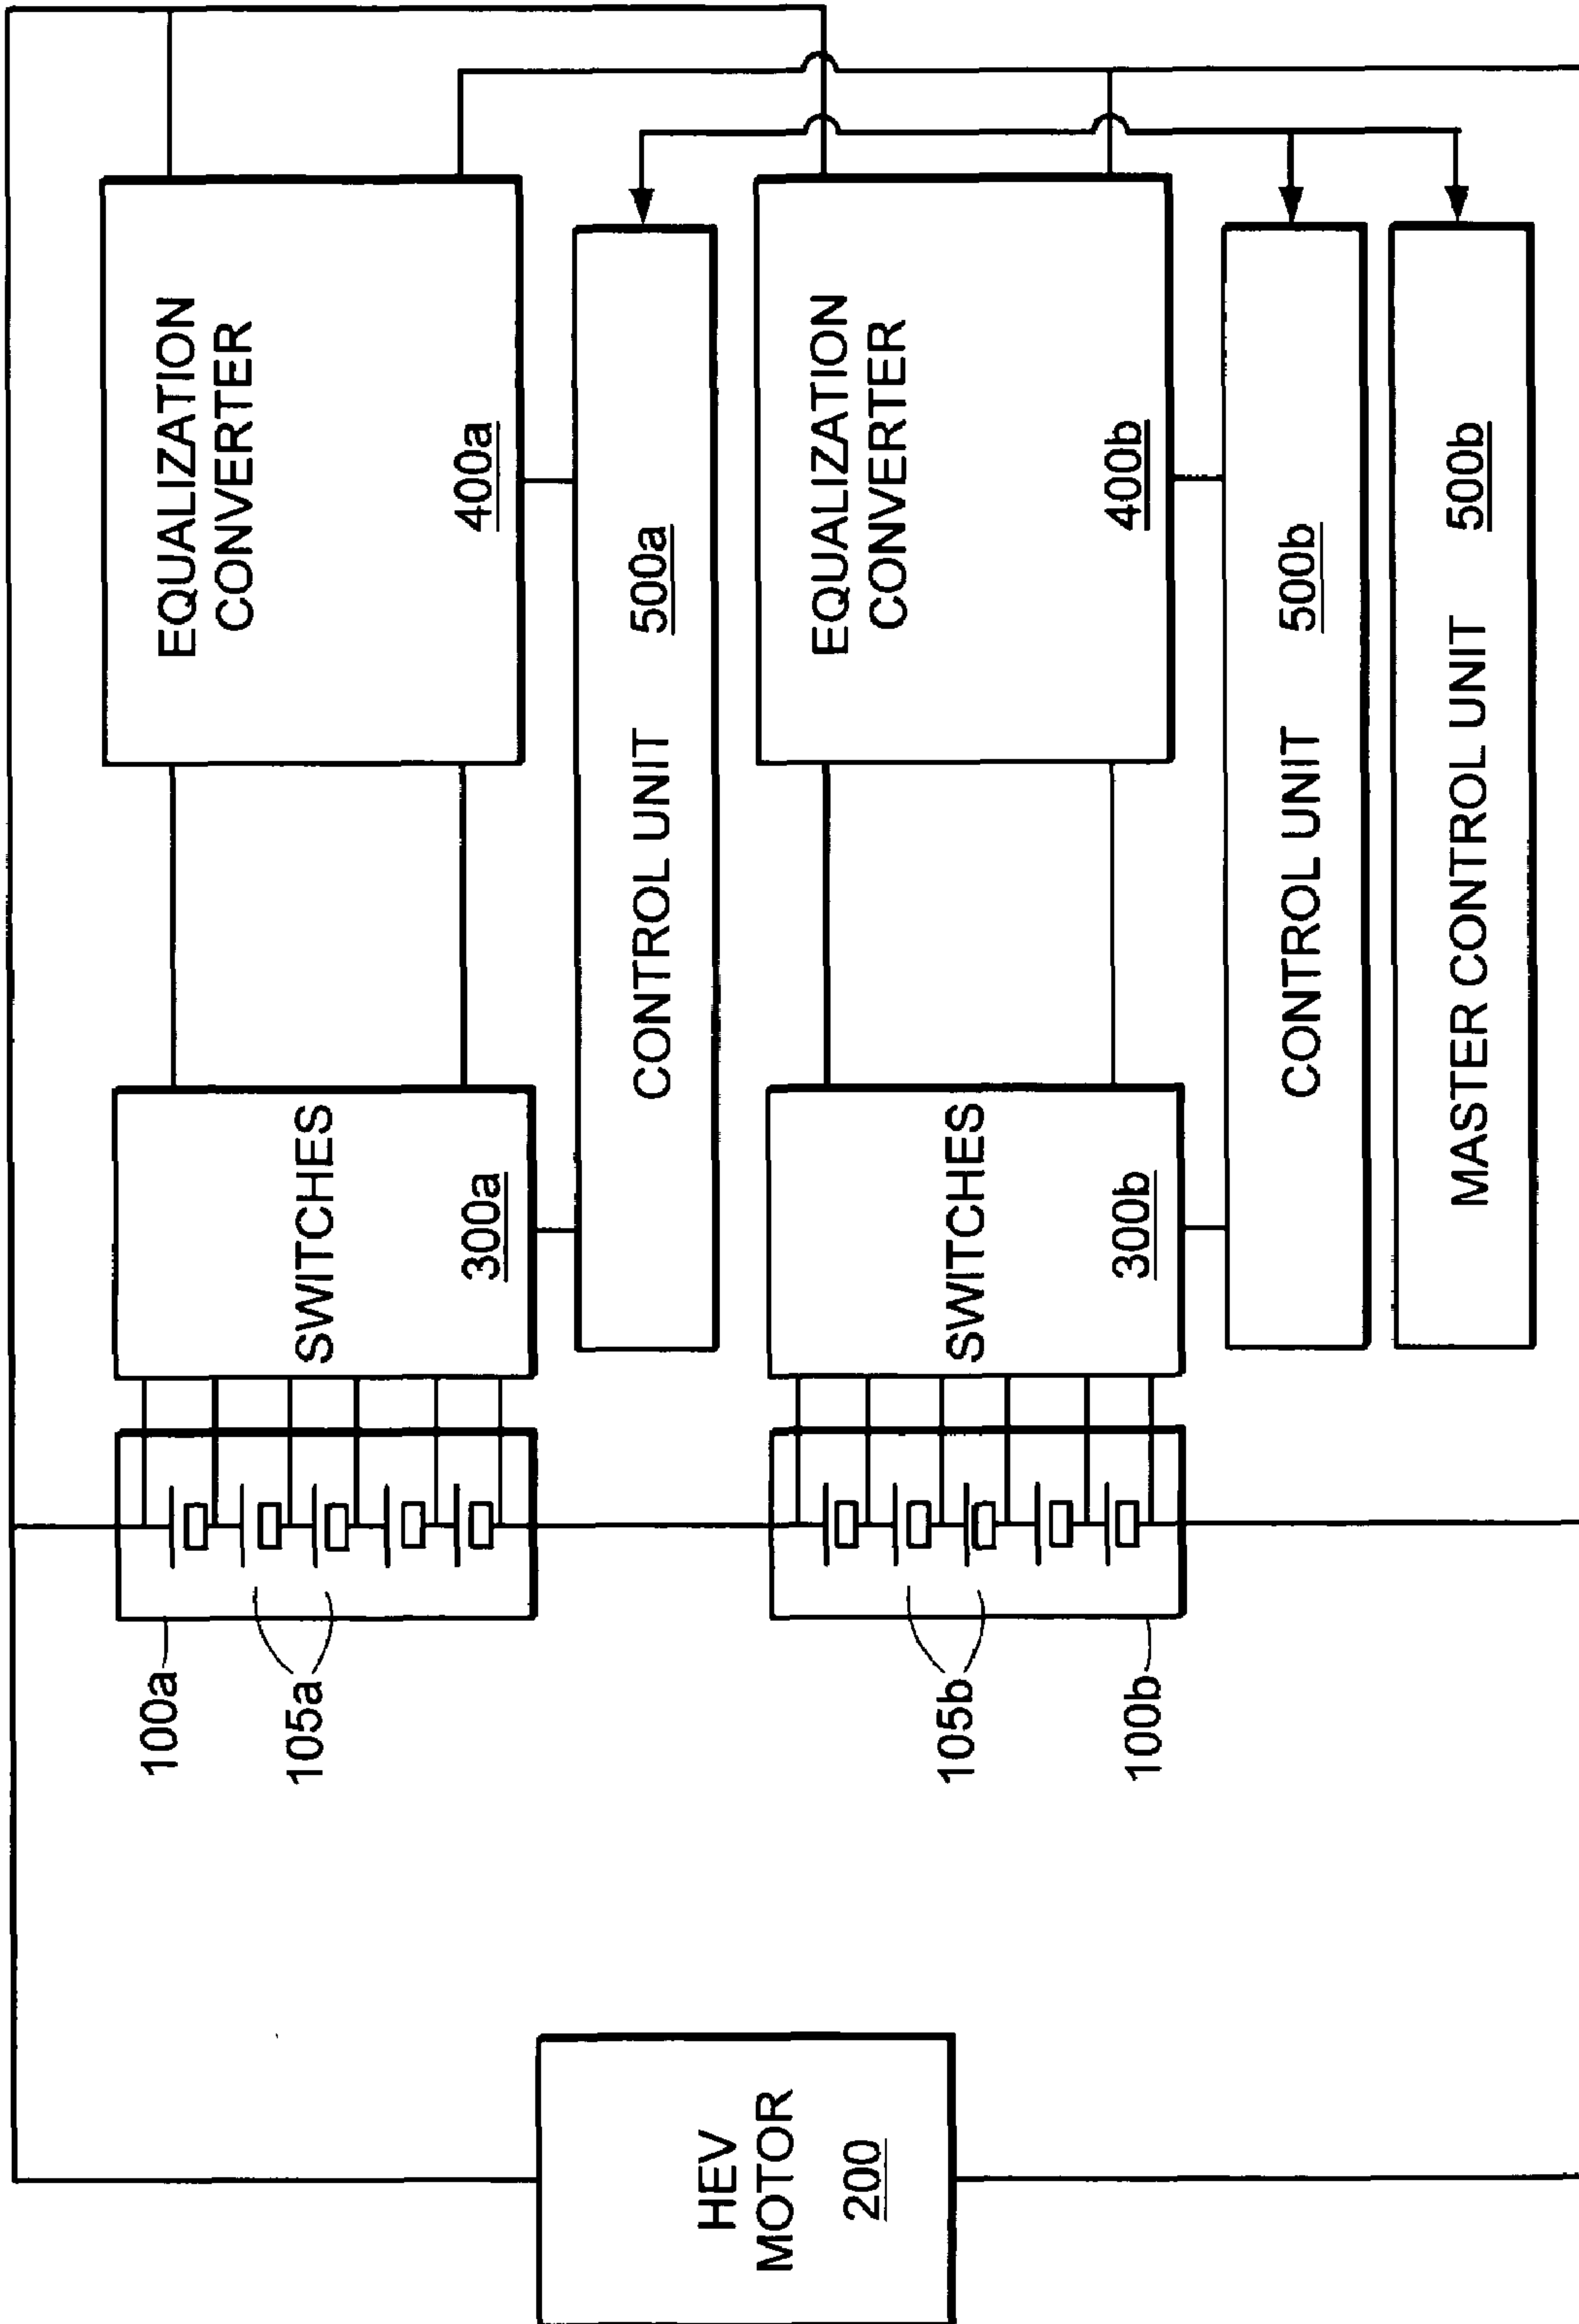 HEV
MOTOR
200
100a
105a
105b
100b
SWITCHES
300a
SWITCHES
300b
EQUALIZATION
CONVERTER
400a
CONTROL UNIT 500a
EQUALIZATION
CONVERTER
400b
CONTROL UNIT 500b
MASTER CONTROL UNIT 500b